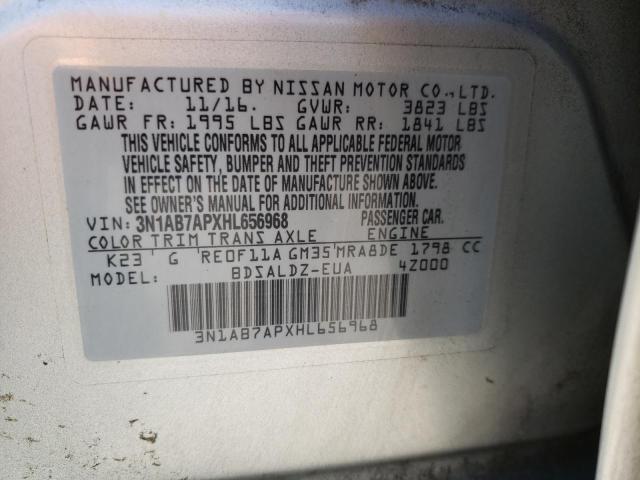 MANUFACTURED BY NISSAN MOTOR CO.,LTD.
DATE: 11/16. GVWR: 3823 LBS
GAWR FR: 1995 LBS GAWR RR: 1841 LBS
THIS VEHICLE CONFORMS TO ALL APPLICABLE FEDERAL MOTOR
VEHICLE SAFETY, BUMPER AND THEFT PREVENTION STANDARDS
IN EFFECT ON THE DATE OF MANUFACTURE SHOWN ABOVE.
SEE OWNER'S MANUAL FOR ADDITIONAL INFORMATION.
VIN: 3N1AB7APXHL656968 PASSENGER CAR.
COLOR TRIM TRANS AXLE ENGINE
K23 G RE0F11A GM35 MRA8DE 1798 CC
MODEL: BDSALDZ-EUA 4Z000
3N1AB7APXHL656968